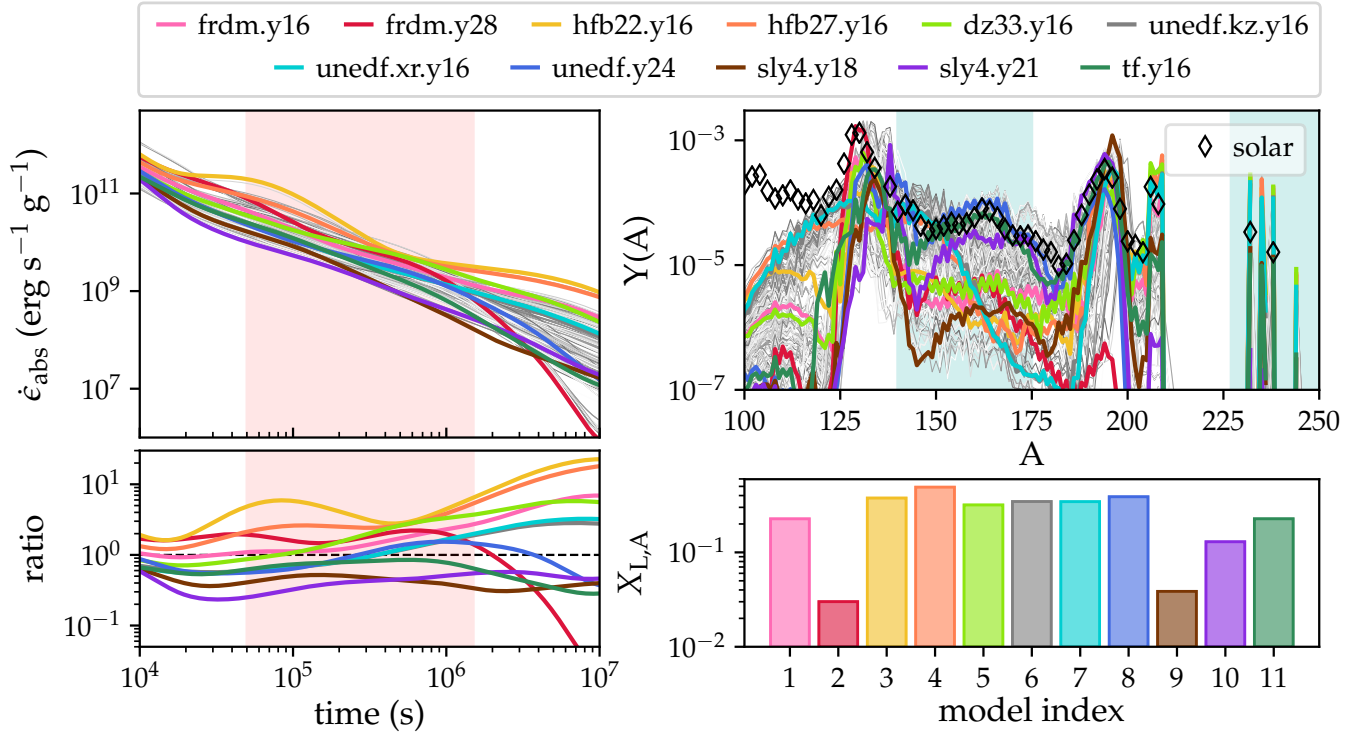 frdm.y16 frdm.y28 hfb22.y16 hfb27.y16 dz33.y16 unedf.kz.y16
unedf.xr.y16 unedf.y24 sly4.y18 sly4.y21 tf.y16
10¹¹
10⁹
10⁷
ε̇abs (erg s⁻¹ g⁻¹)
10¹
10⁰
10⁻¹
ratio
10⁴ 10⁵ 10⁶ 10⁷
time (s)
solar
10⁻³
10⁻⁵
10⁻⁷
Y(A)
100 125 150 175 200 225 250
A
10⁻¹
10⁻²
X_L,A
1 2 3 4 5 6 7 8 9 10 11
model index